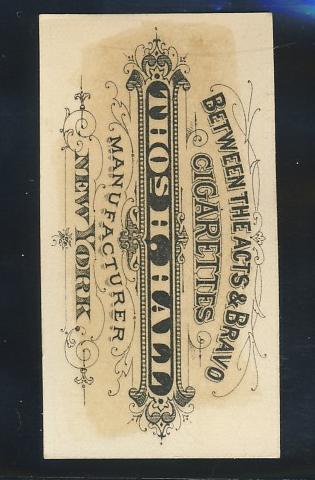 BETWEEN THE ACTS & BRAVO
CIGARETTES
THOS H. HALL
MANUFACTURER
NEW YORK